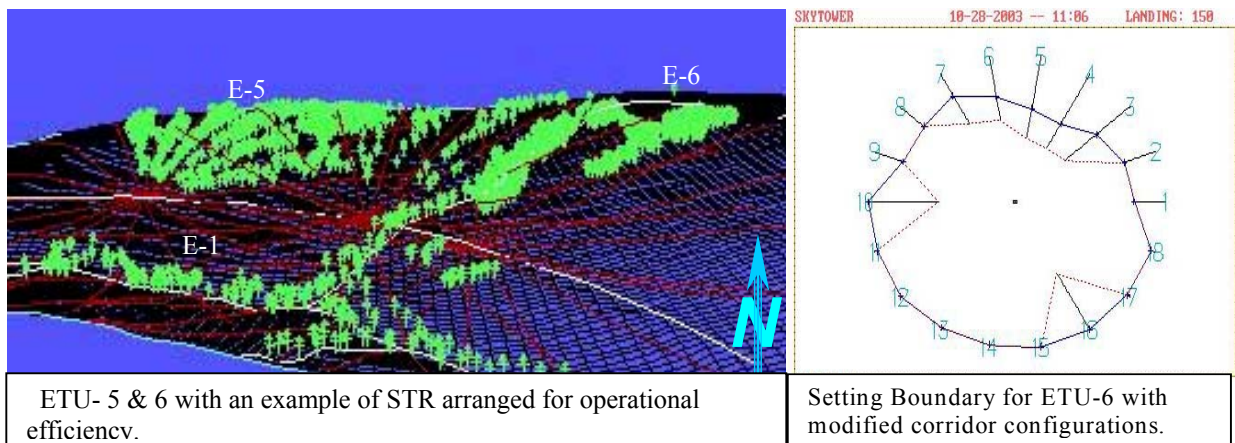 E-5
E-6
E-1
N
ETU- 5 & 6 with an example of STR arranged for operational
efficiency.
SKYTOWER 10-28-2003 -- 11:06 LANDING: 150
1
2
3
4
5
6
7
8
9
10
11
12
13
14
15
16
17
18
Setting Boundary for ETU-6 with
modified corridor configurations.